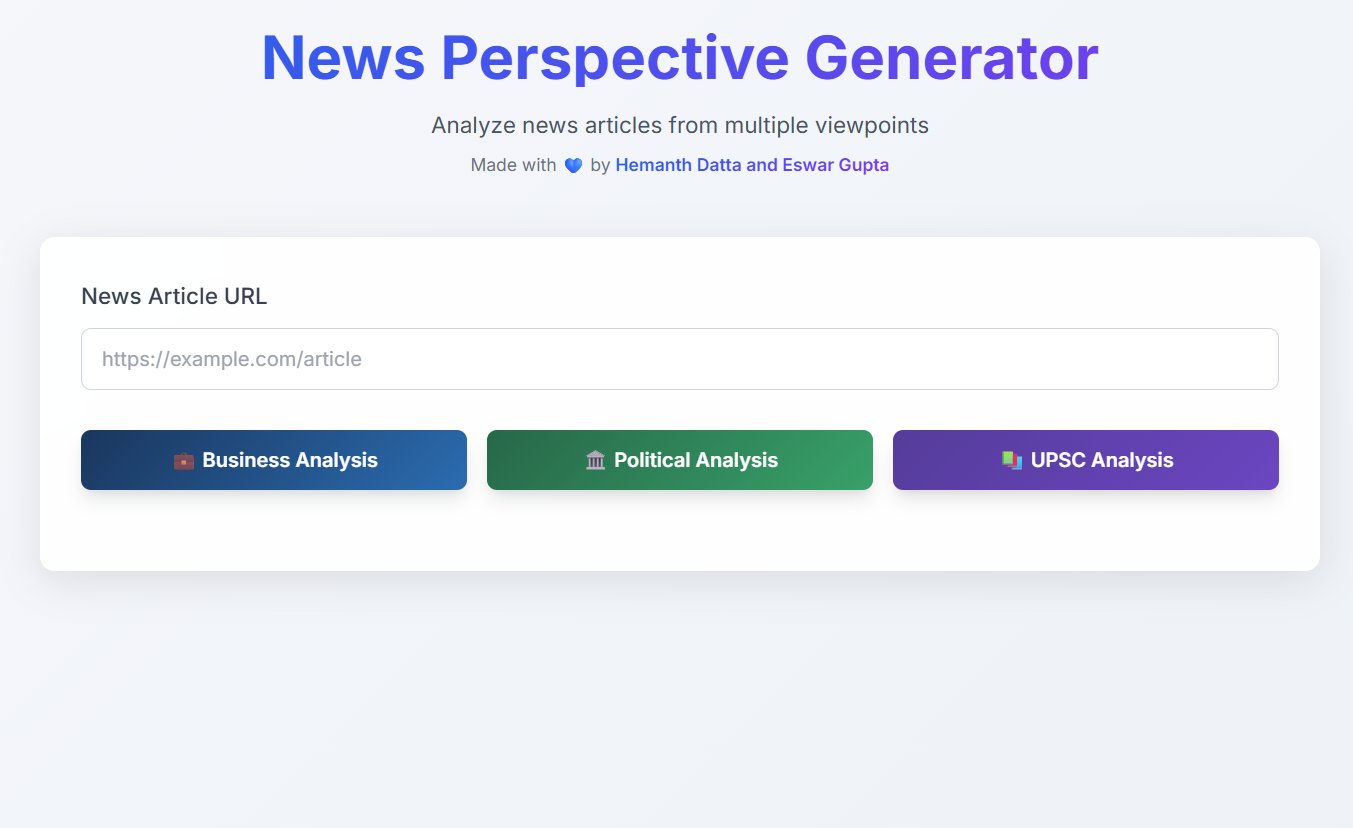 News Perspective Generator
Analyze news articles from multiple viewpoints
Made with 💙 by Hemanth Datta and Eswar Gupta
News Article URL
https://example.com/article
💼 Business Analysis
🏛️ Political Analysis
📚 UPSC Analysis